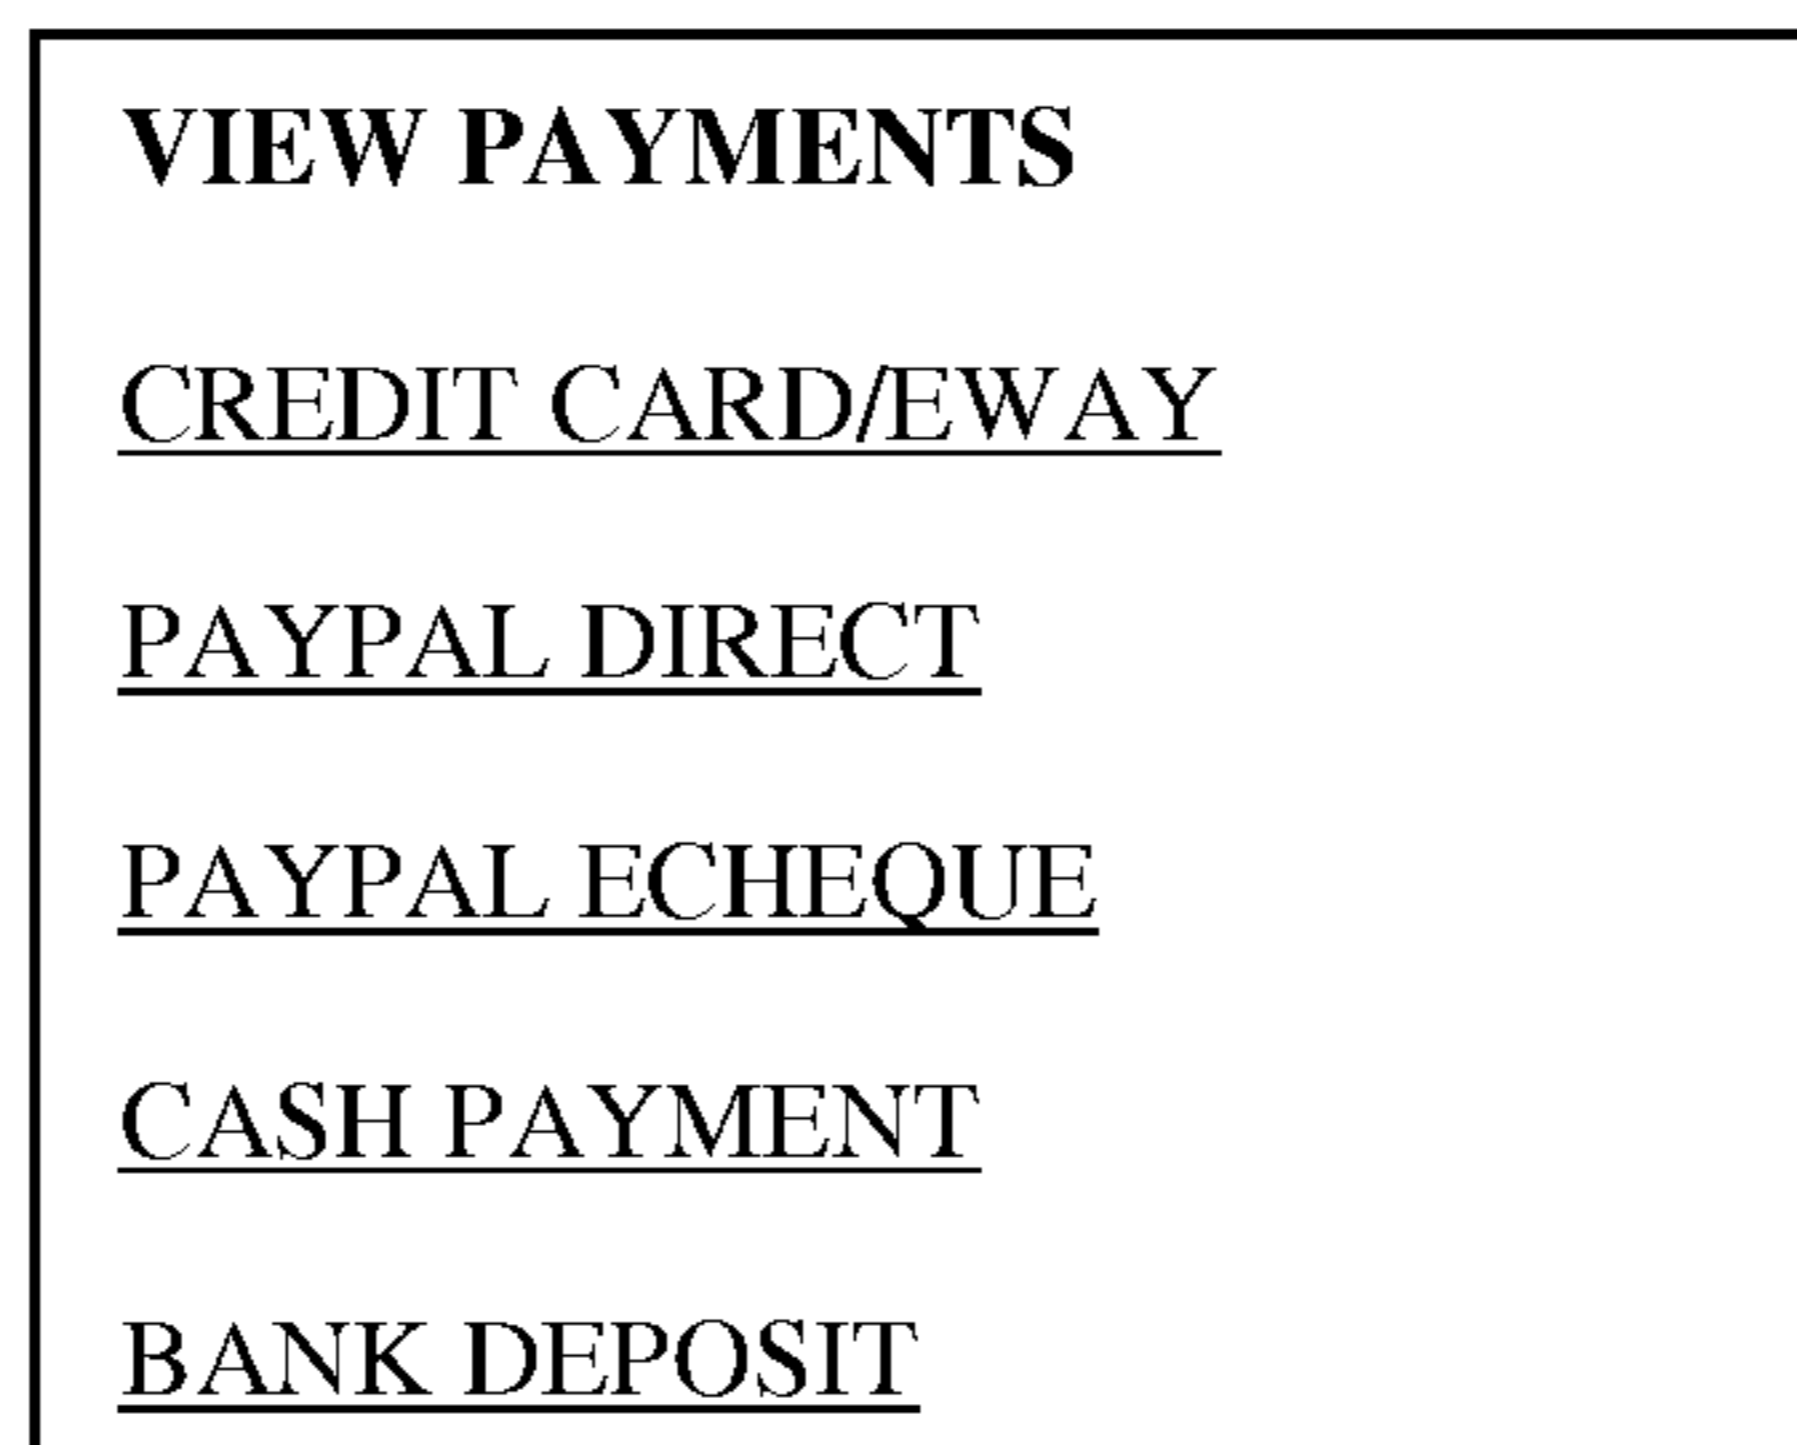 VIEW PAYMENTS
CREDIT CARD/EWAY
PAYPAL DIRECT
PAYPAL ECHEQUE
CASH PAYMENT
BANK DEPOSIT